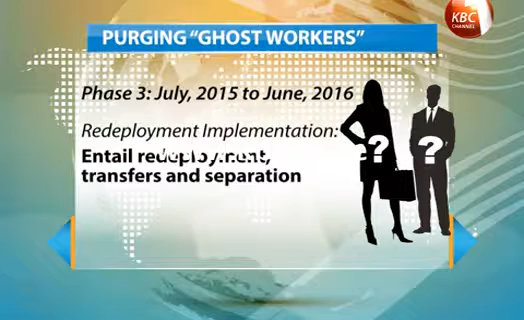 KBC
CHANNEL
PURGING “GHOST WORKERS”
Phase 3: July, 2015 to June, 2016
Redeployment Implementation:
Entail redeployment,
transfers and separation
? ?